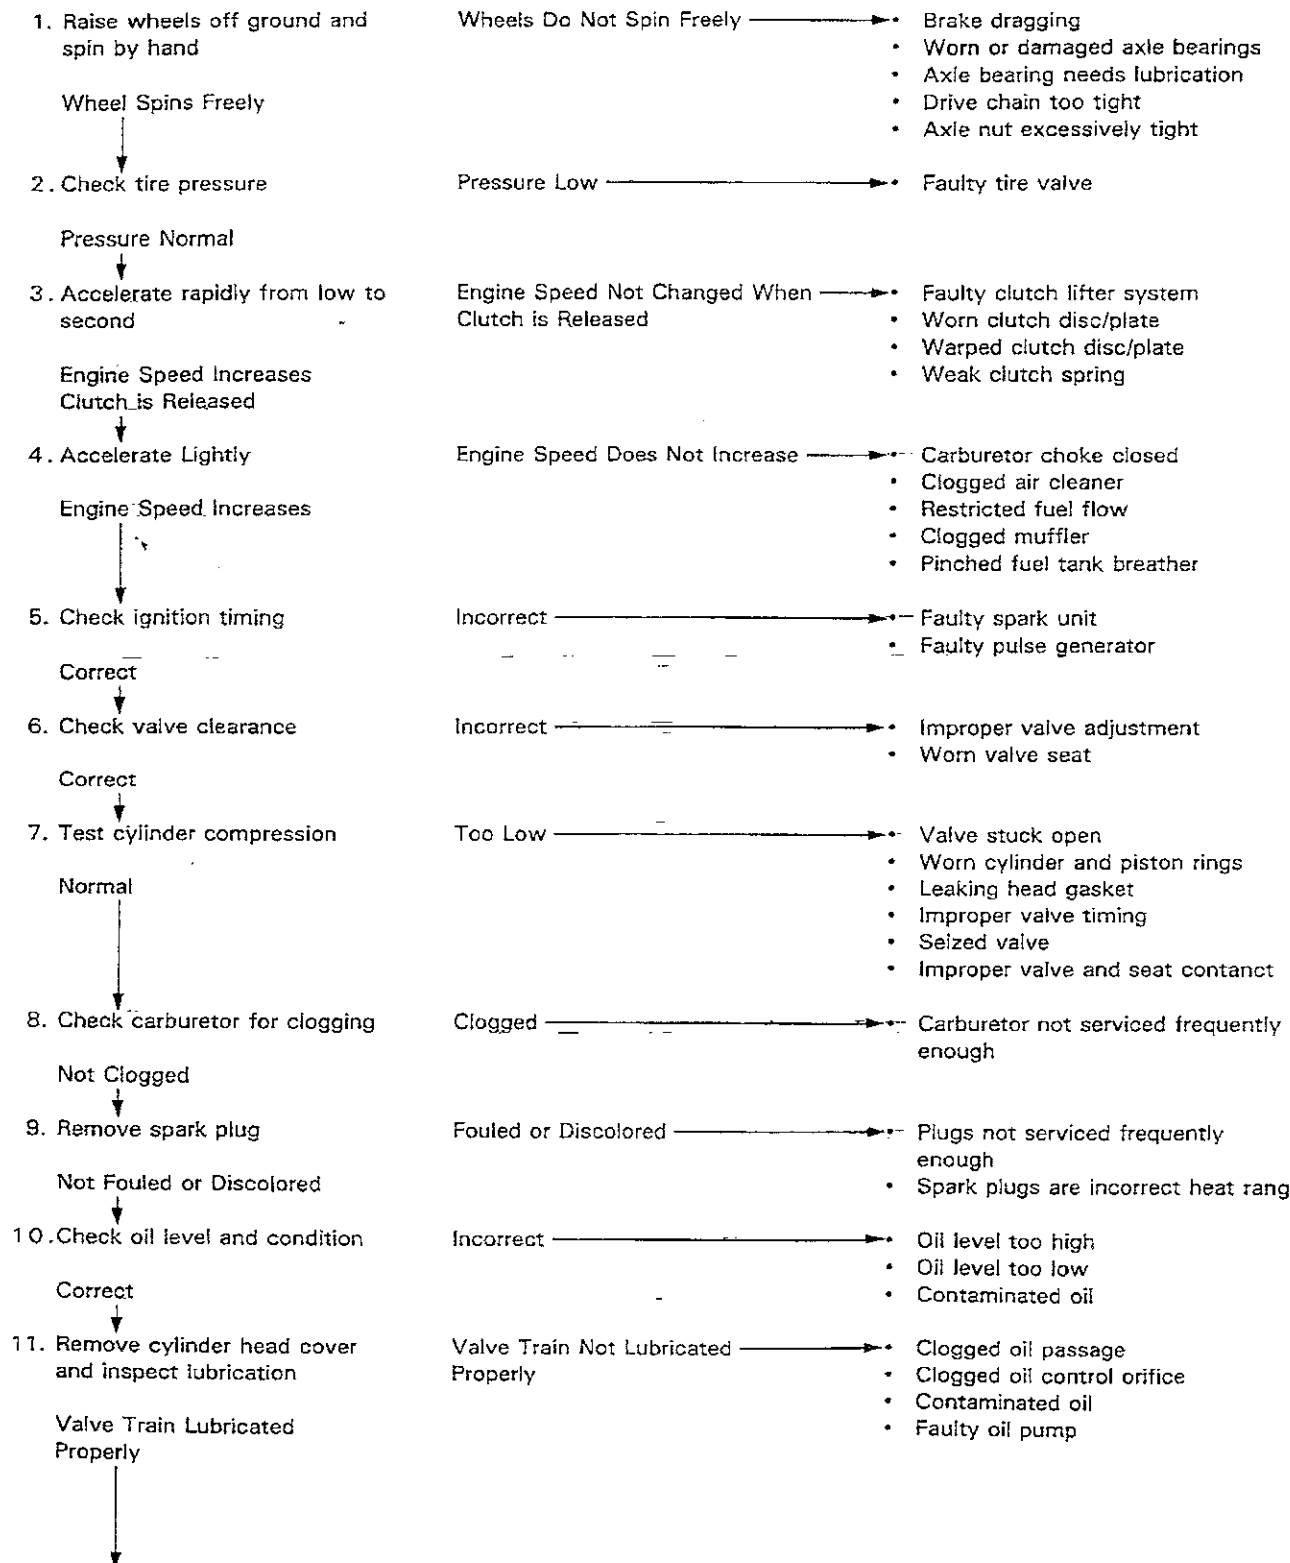 1. Raise wheels off ground and
spin by hand
Wheels Do Not Spin Freely
• Brake dragging
• Worn or damaged axle bearings
• Axle bearing needs lubrication
• Drive chain too tight
• Axle nut excessively tight
Wheel Spins Freely
2. Check tire pressure
Pressure Low
• Faulty tire valve
Pressure Normal
3. Accelerate rapidly from low to
second
Engine Speed Not Changed When
Clutch is Released
• Faulty clutch lifter system
• Worn clutch disc/plate
• Warped clutch disc/plate
• Weak clutch spring
Engine Speed Increases
Clutch is Released
4. Accelerate Lightly
Engine Speed Does Not Increase
• Carburetor choke closed
• Clogged air cleaner
• Restricted fuel flow
• Clogged muffler
• Pinched fuel tank breather
Engine Speed Increases
5. Check ignition timing
Incorrect
• Faulty spark unit
• Faulty pulse generator
Correct
6. Check valve clearance
Incorrect
• Improper valve adjustment
• Worn valve seat
Correct
7. Test cylinder compression
Too Low
• Valve stuck open
• Worn cylinder and piston rings
• Leaking head gasket
• Improper valve timing
• Seized valve
• Improper valve and seat contanct
Normal
8. Check carburetor for clogging
Clogged
• Carburetor not serviced frequently
enough
Not Clogged
9. Remove spark plug
Fouled or Discolored
• Plugs not serviced frequently
enough
• Spark plugs are incorrect heat rang
Not Fouled or Discolored
10. Check oil level and condition
Incorrect
• Oil level too high
• Oil level too low
• Contaminated oil
Correct
11. Remove cylinder head cover
and inspect lubrication
Valve Train Not Lubricated
Properly
• Clogged oil passage
• Clogged oil control orifice
• Contaminated oil
• Faulty oil pump
Valve Train Lubricated
Properly